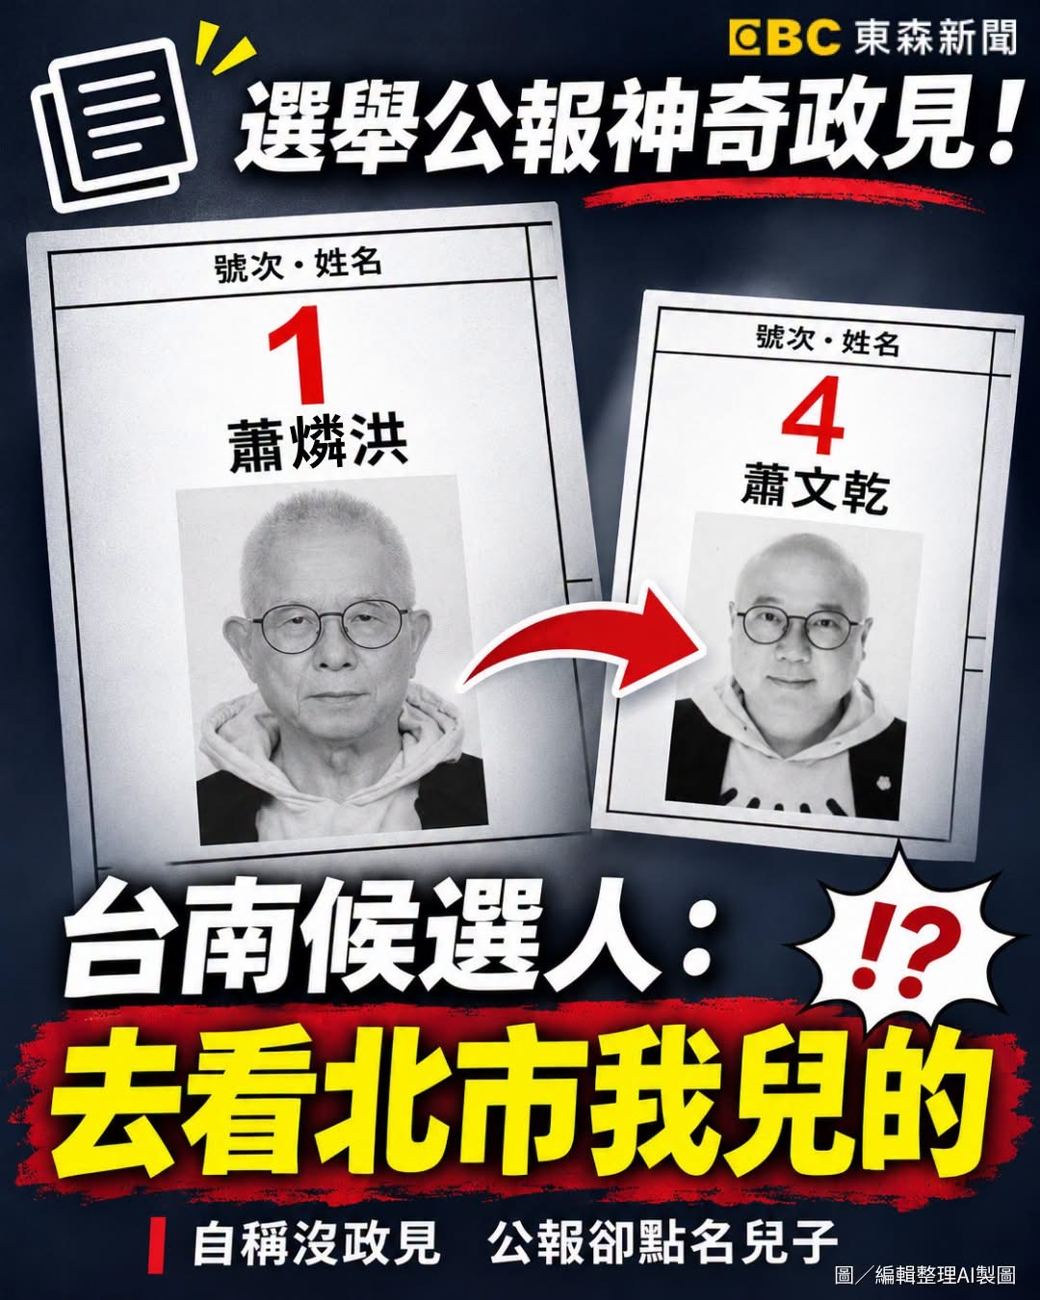 EBC 東森新聞
選舉公報神奇政見！
號次・姓名
1
蕭燐洪
號次・姓名
4
蕭文乾
台南候選人：
!?
去看北市我兒的
自稱沒政見　公報卻點名兒子
圖／編輯整理AI製圖